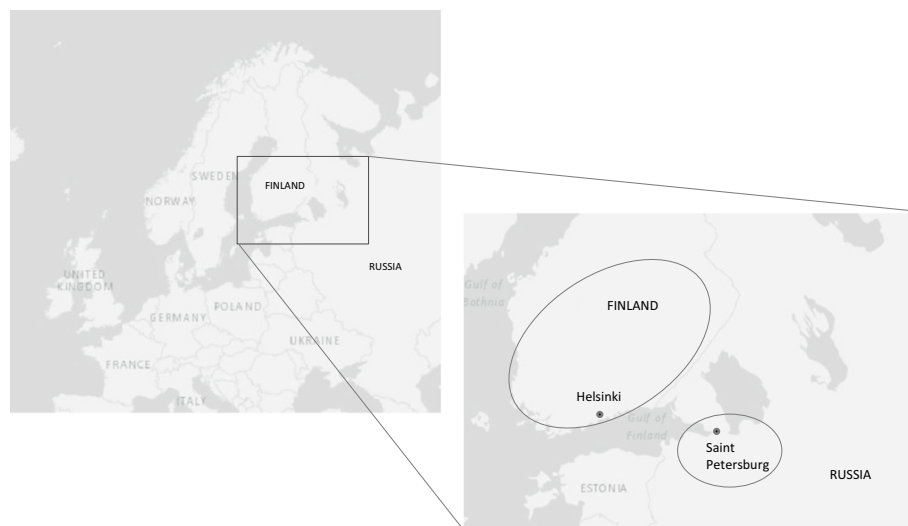 SWEDEN
FINLAND
NORWAY
RUSSIA
UNITED
KINGDOM
POLAND
GERMANY
UKRAINE
FRANCE
ITALY
Gulf of
Bothnia
FINLAND
Helsinki
Gulf of
Finland
Saint
Petersburg
RUSSIA
ESTONIA